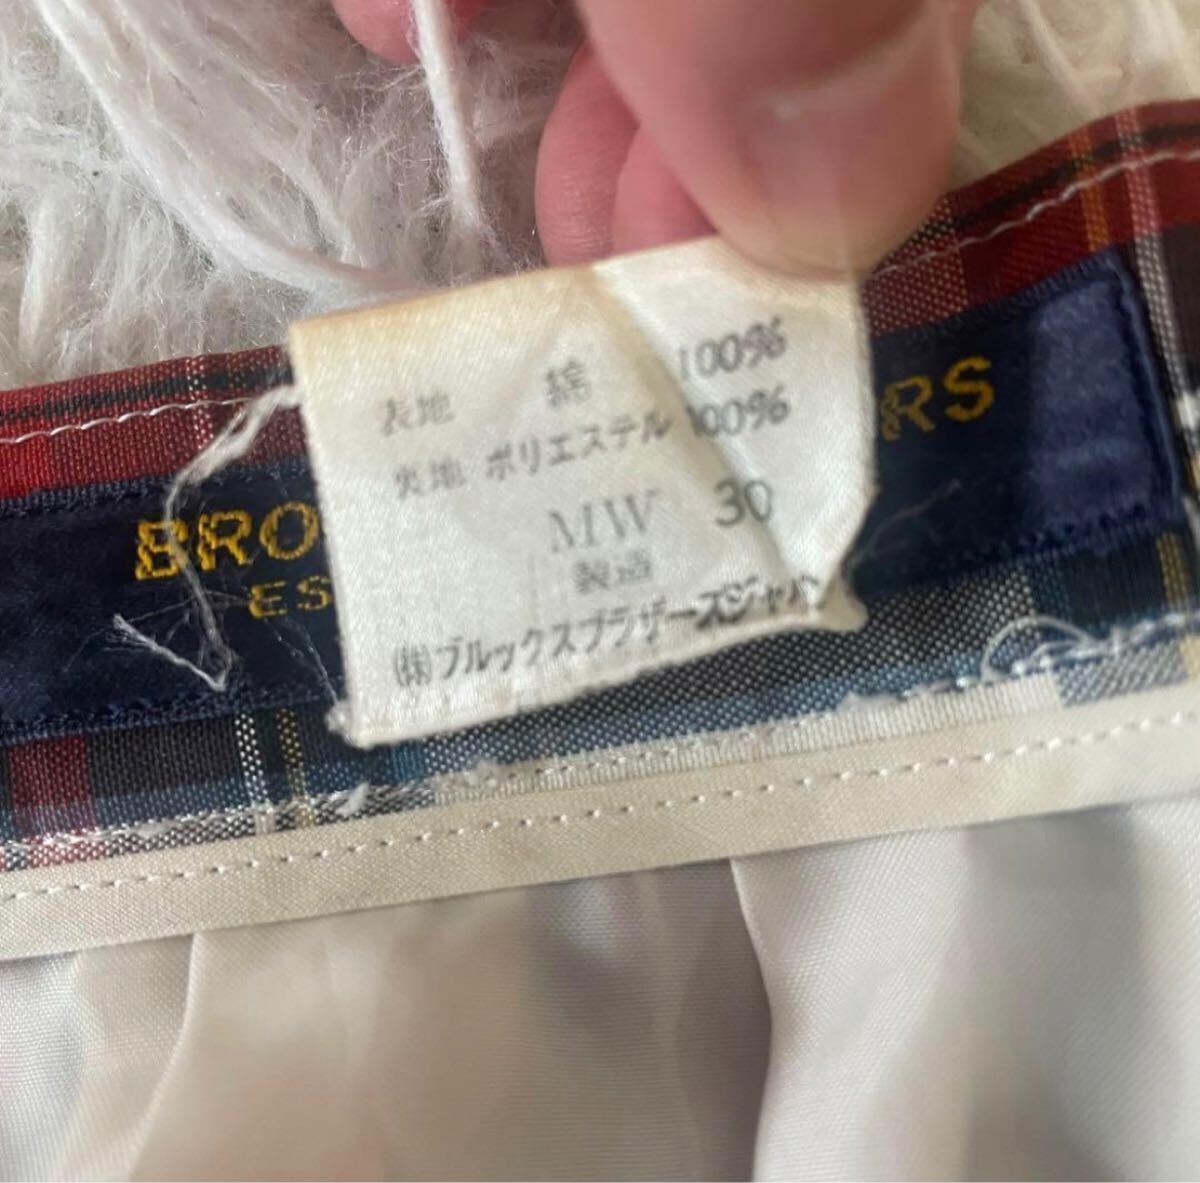 表地 綿 100%
裏地 ポリエステル 100%
MW 30
製造
(株)ブルックスブラザーズジャパン
BRO RS
ES